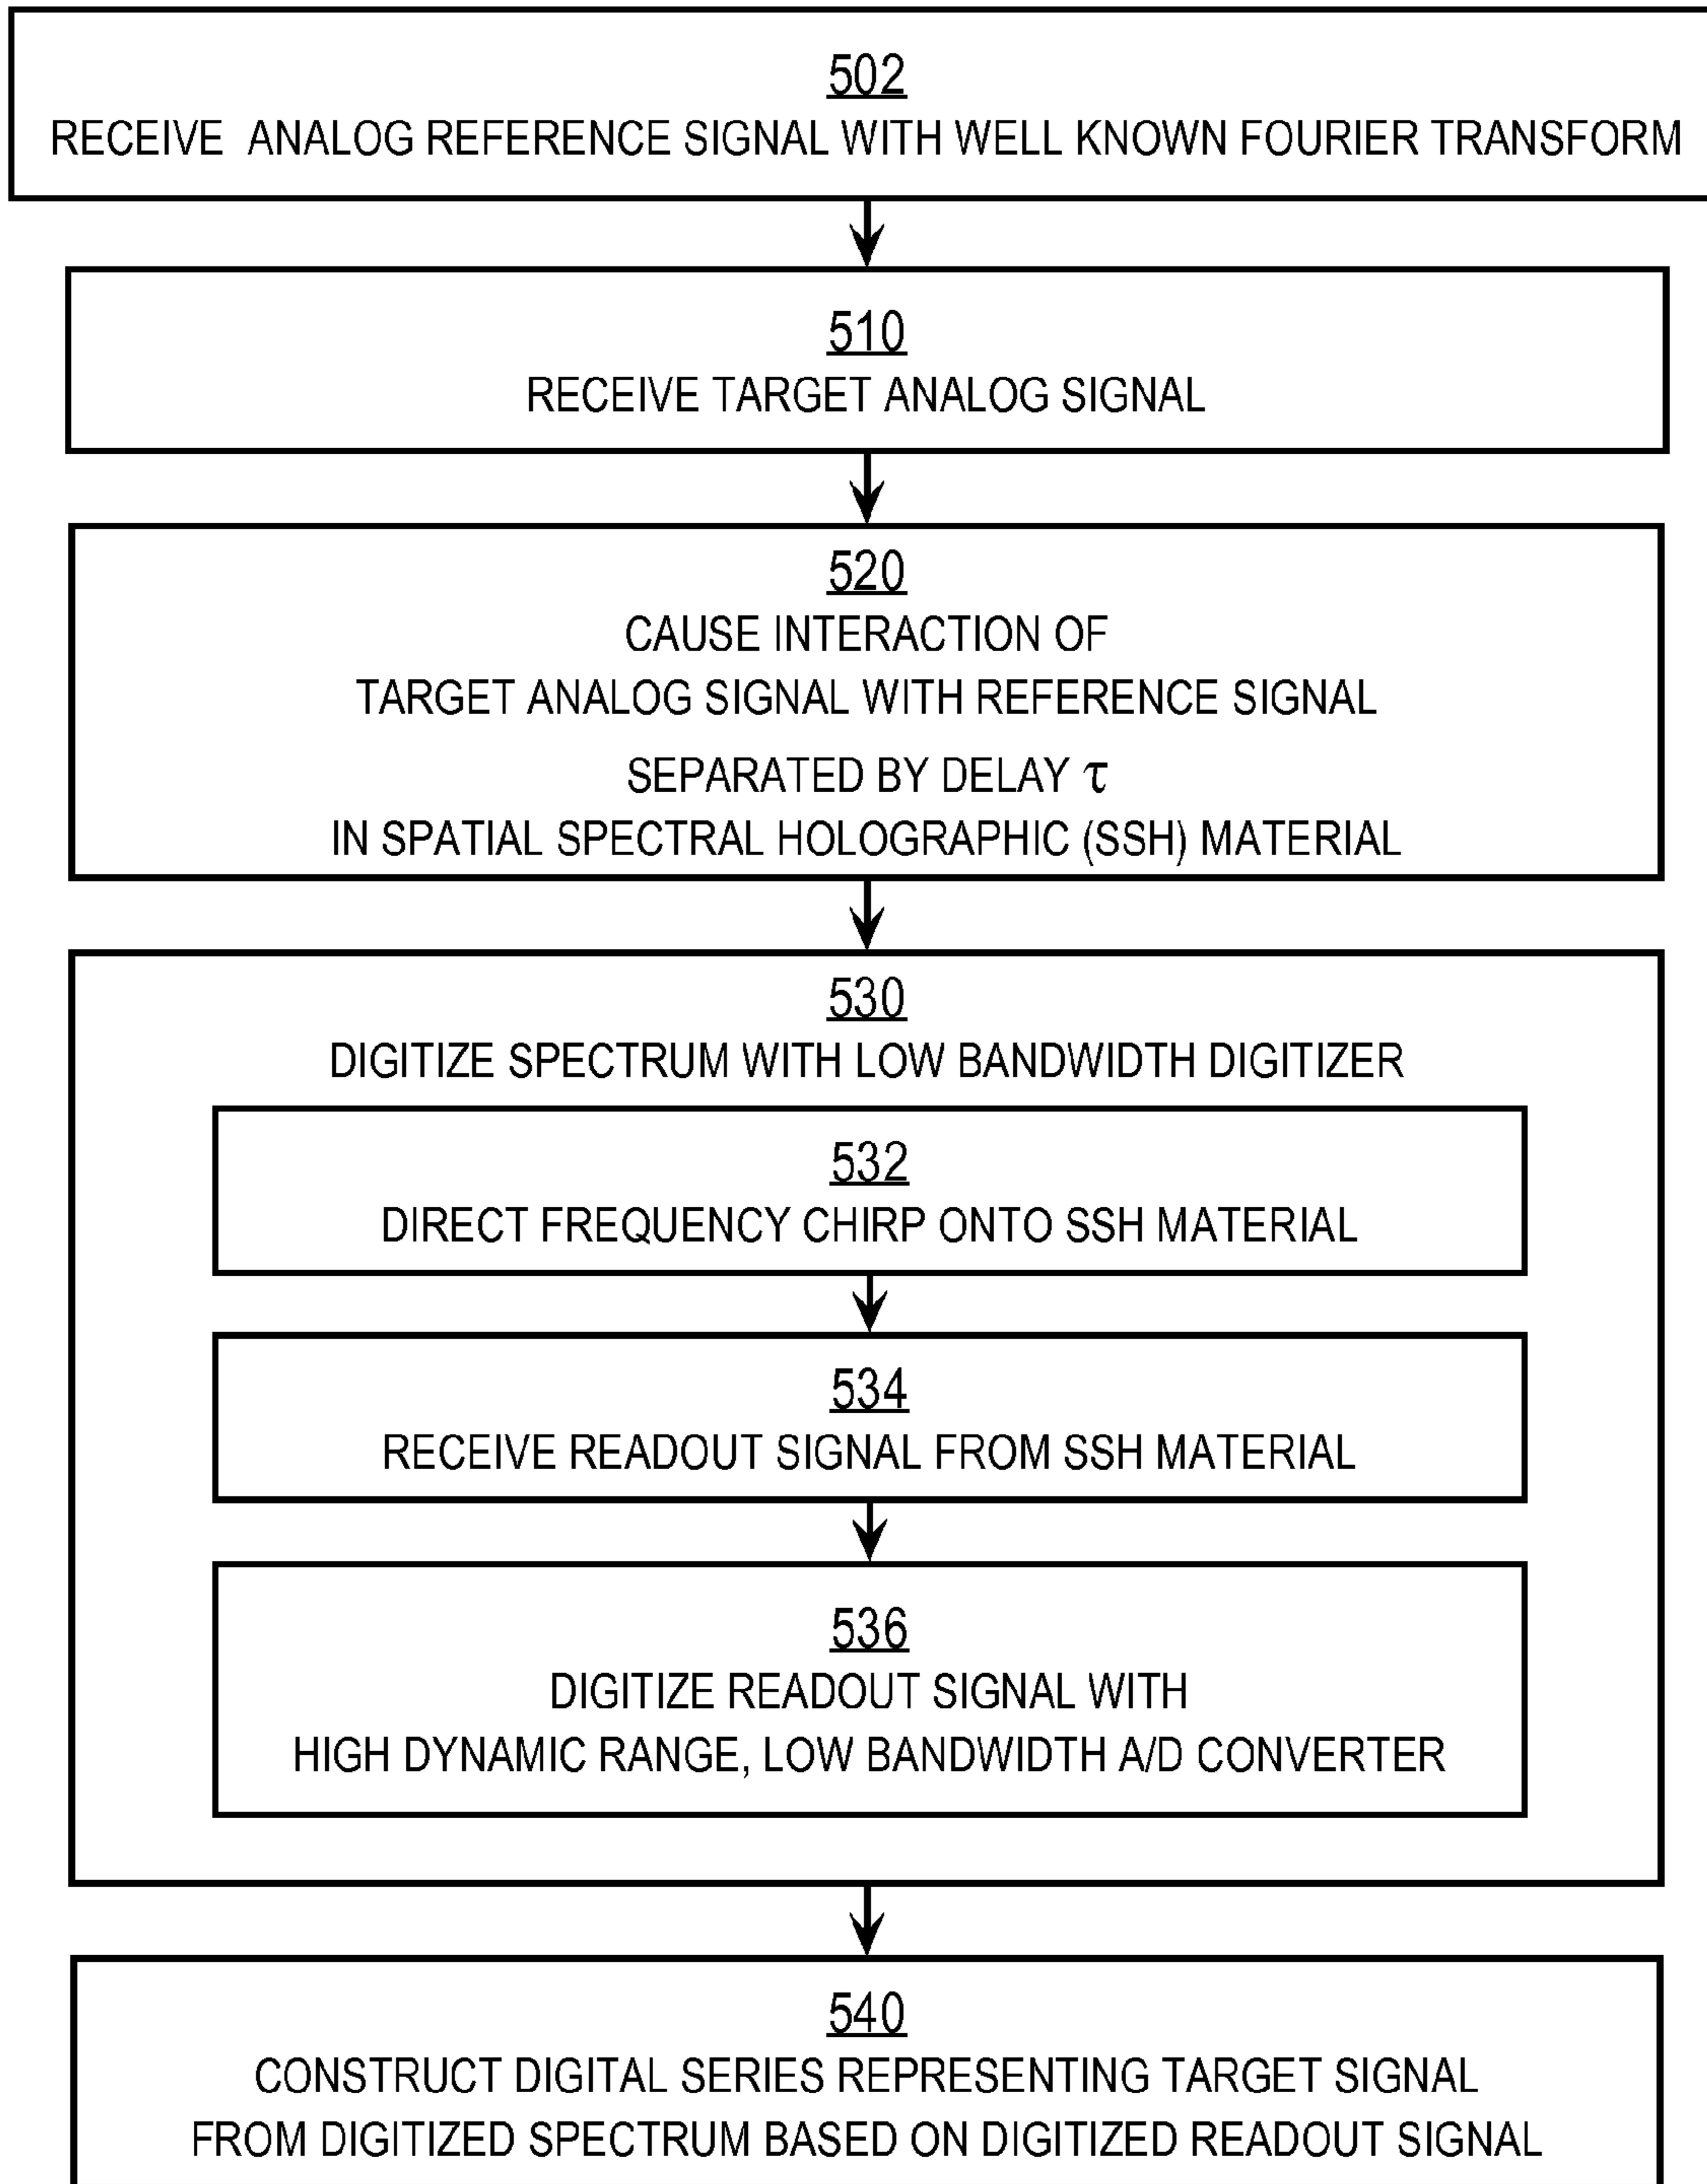 502
RECEIVE ANALOG REFERENCE SIGNAL WITH WELL KNOWN FOURIER TRANSFORM
510
RECEIVE TARGET ANALOG SIGNAL
520
CAUSE INTERACTION OF
TARGET ANALOG SIGNAL WITH REFERENCE SIGNAL
SEPARATED BY DELAY τ
IN SPATIAL SPECTRAL HOLOGRAPHIC (SSH) MATERIAL
530
DIGITIZE SPECTRUM WITH LOW BANDWIDTH DIGITIZER
532
DIRECT FREQUENCY CHIRP ONTO SSH MATERIAL
534
RECEIVE READOUT SIGNAL FROM SSH MATERIAL
536
DIGITIZE READOUT SIGNAL WITH
HIGH DYNAMIC RANGE, LOW BANDWIDTH A/D CONVERTER
540
CONSTRUCT DIGITAL SERIES REPRESENTING TARGET SIGNAL
FROM DIGITIZED SPECTRUM BASED ON DIGITIZED READOUT SIGNAL